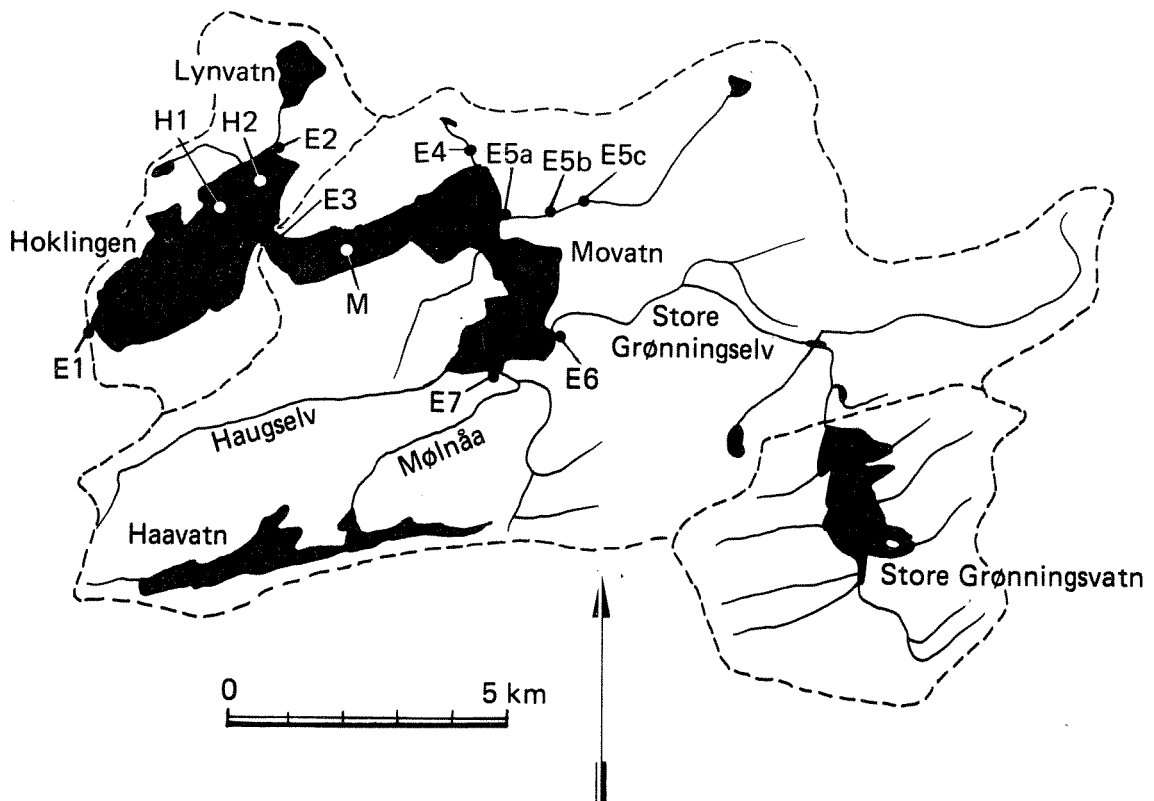 Lynvatn
H1
H2
E2
E4
E5a
E5b
E5c
E3
Hoklingen
Movatn
M
Store
Grønningselv
E1
E6
E7
Haugselv
Mølnåa
Haavatn
Store Grønningsvatn
0
5 km